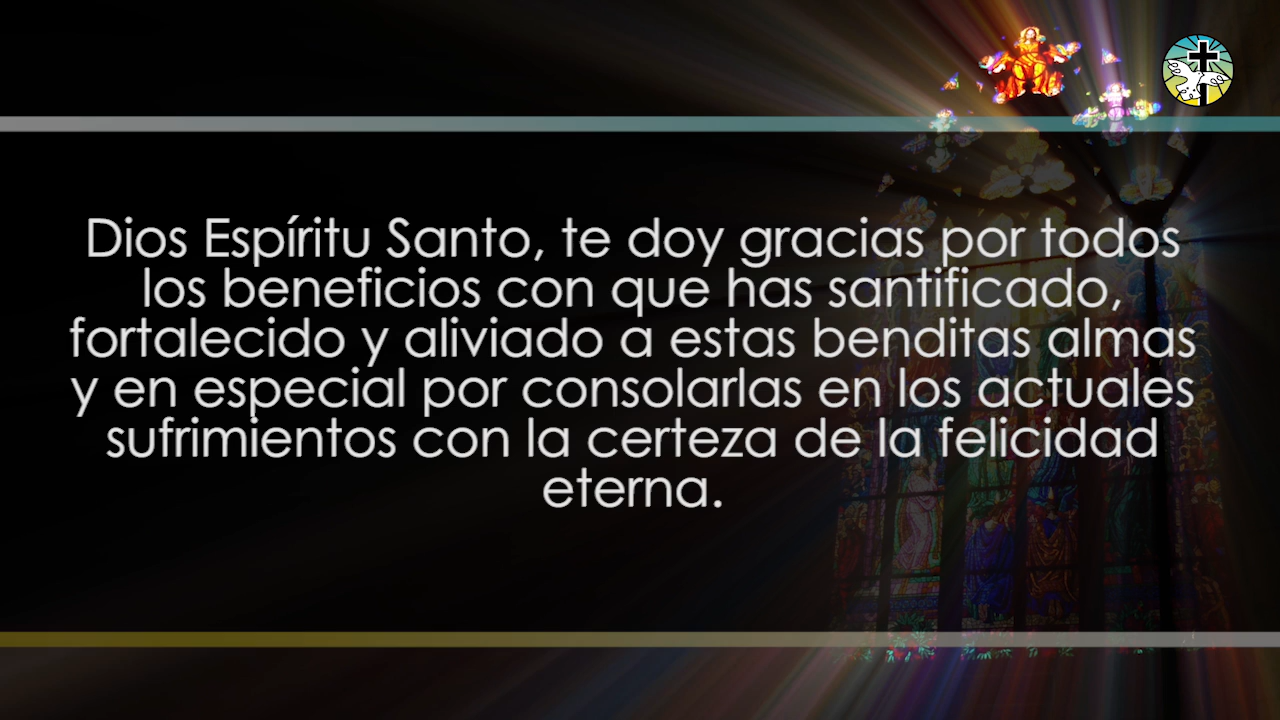 Dios Espíritu Santo, te doy gracias por todos
los beneficios con que has santificado,
fortalecido y aliviado a estas benditas almas
y en especial por consolarlas en los actuales
sufrimientos con la certeza de la felicidad
eterna.